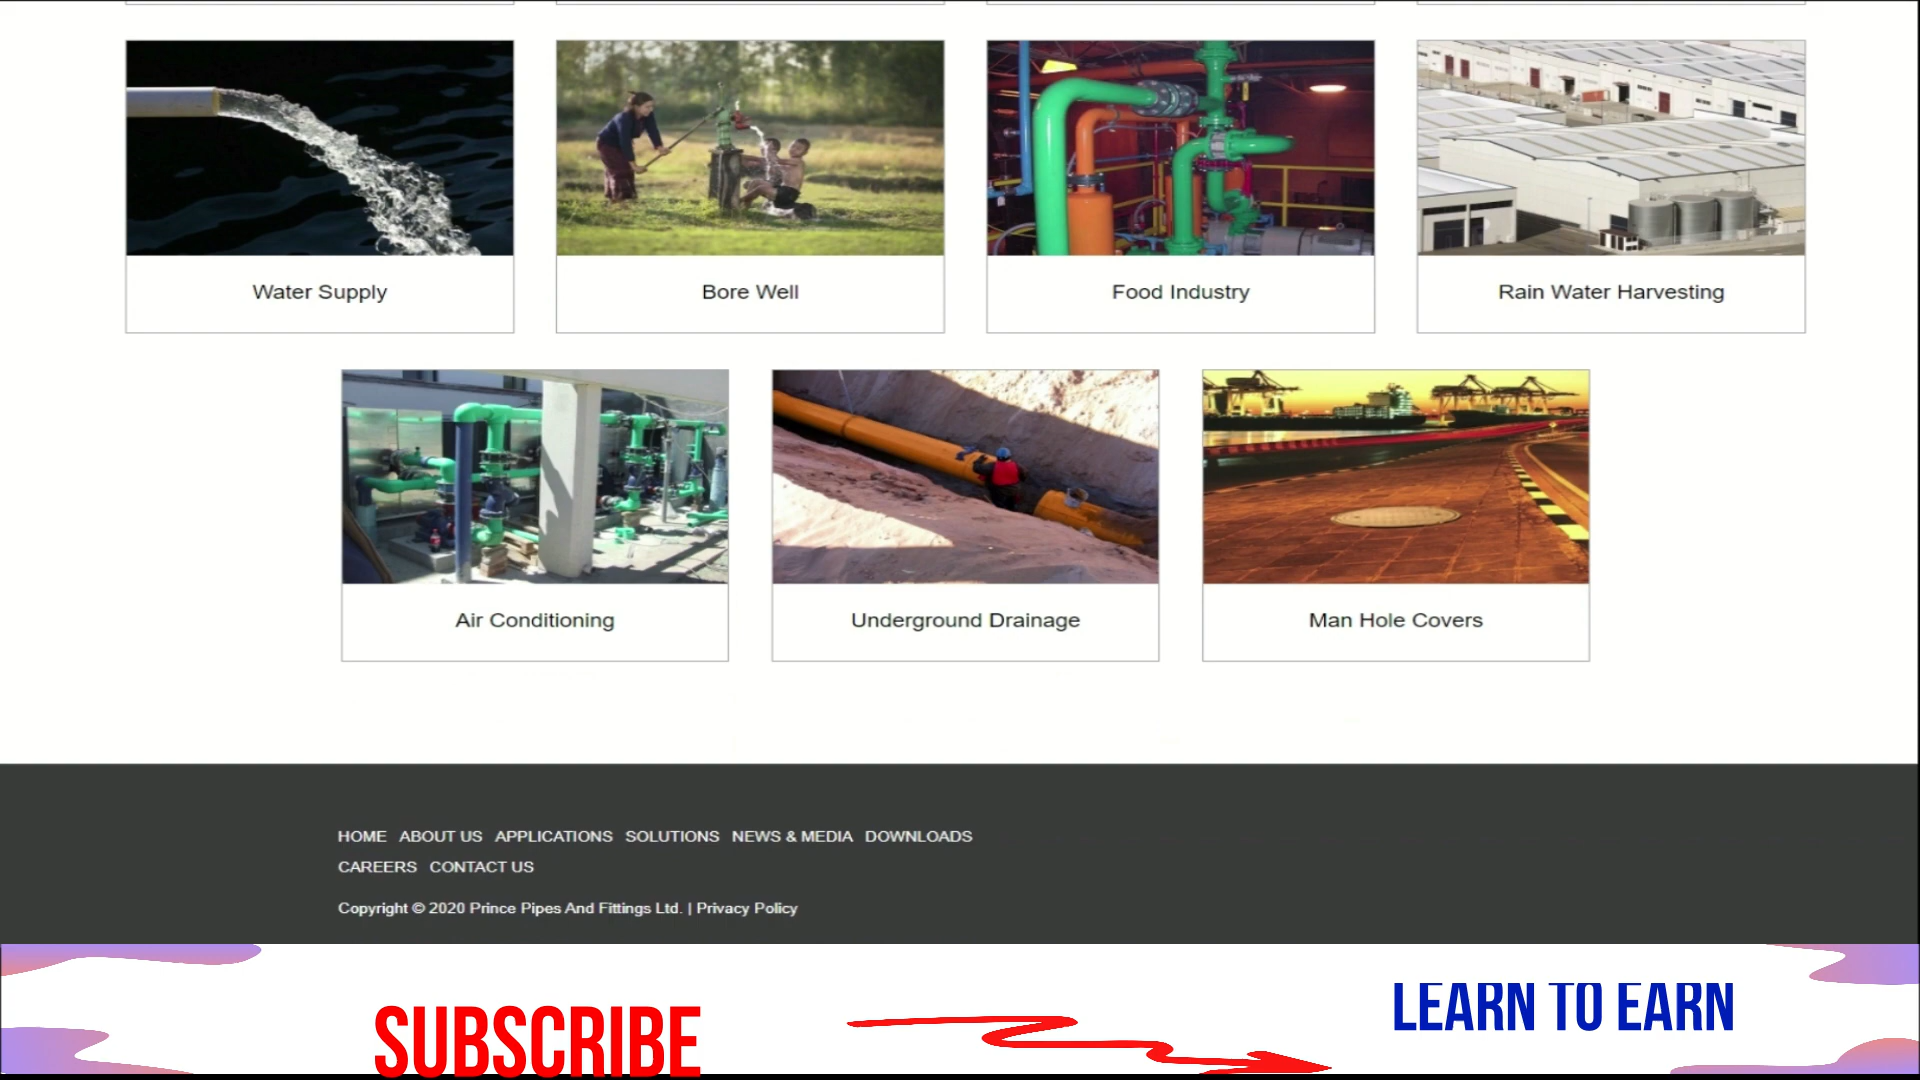 Water Supply
Bore Well
Food Industry
Rain Water Harvesting
Air Conditioning
Underground Drainage
Man Hole Covers
HOME ABOUT US APPLICATIONS SOLUTIONS NEWS & MEDIA DOWNLOADS
CAREERS CONTACT US
Copyright © 2020 Prince Pipes And Fittings Ltd. | Privacy Policy
SUBSCRIBE
LEARN TO EARN